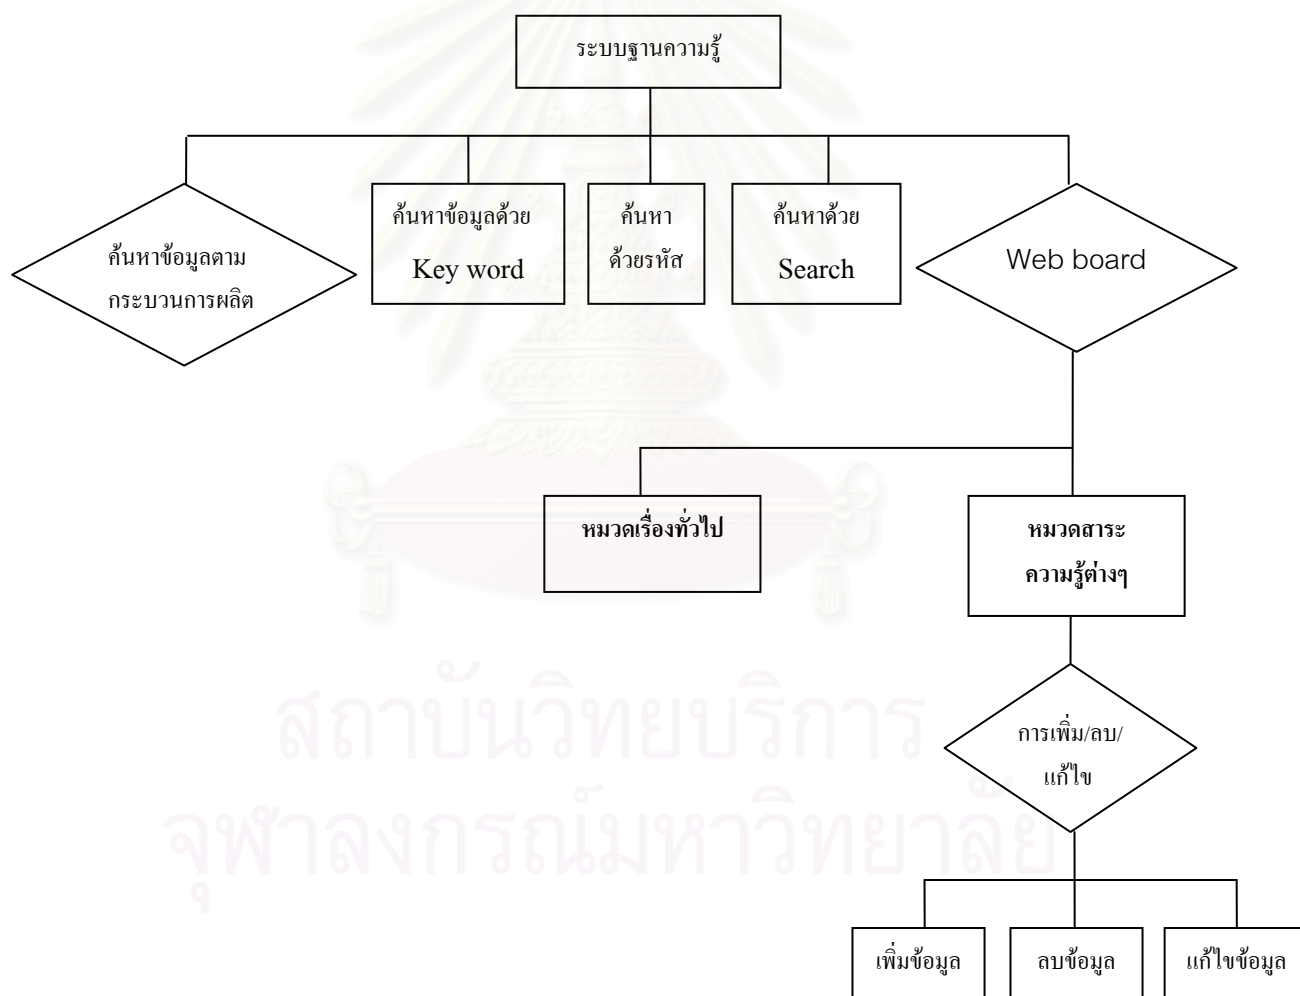 ระบบฐานความรู้
ค้นหาข้อมูลตาม
กระบวนการผลิต
ค้นหาข้อมูลด้วย
Key word
ค้นหา
ด้วยรหัส
ค้นหาด้วย
Search
Web board
หมวดเรื่องทั่วไป
หมวดสาระ
ความรู้ต่างๆ
การเพิ่ม/ลบ/
แก้ไข
เพิ่มข้อมูล
ลบข้อมูล
แก้ไขข้อมูล
สถาบันวิทยบริการ
จุฬาลงกรณ์มหาวิทยาลัย